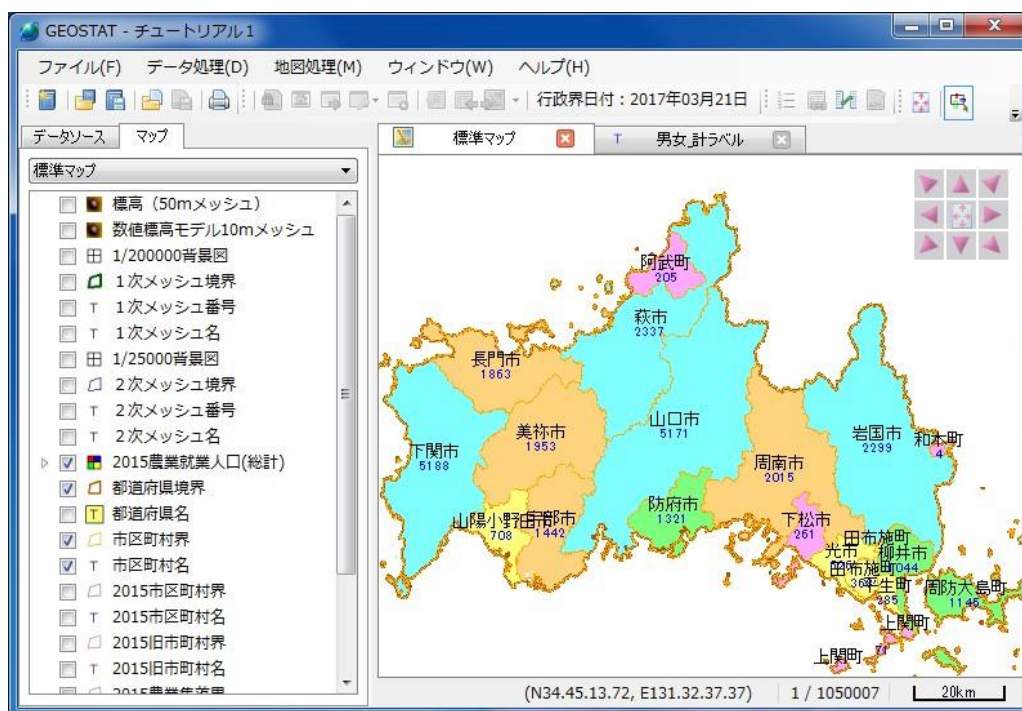 GEOSTAT - チュートリアル1
ファイル(F) データ処理(D) 地図処理(M) ウィンドウ(W) ヘルプ(H)
行政界日付：2017年03月21日
データソース マップ
標準マップ 男女_計ラベル
標準マップ
標高（50mメッシュ）
数値標高モデル10mメッシュ
1/200000背景図
1次メッシュ境界
1次メッシュ番号
1次メッシュ名
1/25000背景図
2次メッシュ境界
2次メッシュ番号
2次メッシュ名
2015農業就業人口(総計)
都道府県境界
都道府県名
市区町村界
市区町村名
2015市区町村界
2015市区町村名
2015旧市町村界
2015旧市町村名
阿武町
205
萩市
2337
長門市
1863
山口市
5171
美祢市
1953
下関市
5188
岩国市
2299
和木町
4
周南市
2015
防府市
1321
山陽小野田市
708
宇部市
1442
下松市
261
田布施町
光市
柳井市
1044
田布施町
平生町
285
周防大島町
1145
上関町
上関町
71
(N34.45.13.72, E131.32.37.37) 1 / 1050007 20km